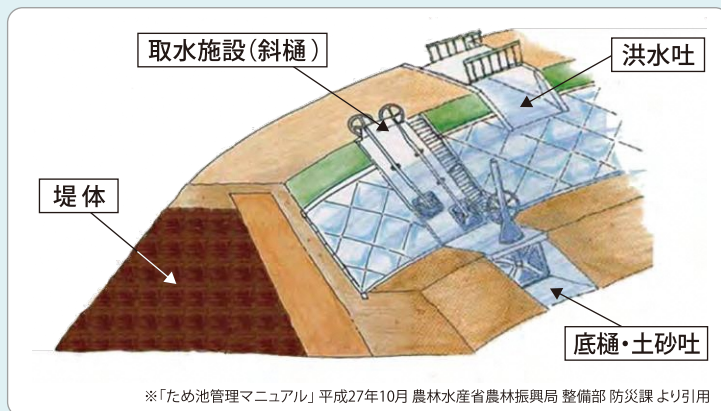 取水施設(斜樋)
洪水吐
堤体
底樋・土砂吐
※「ため池管理マニュアル」平成27年10月 農林水産省農林振興局 整備部 防災課 より引用